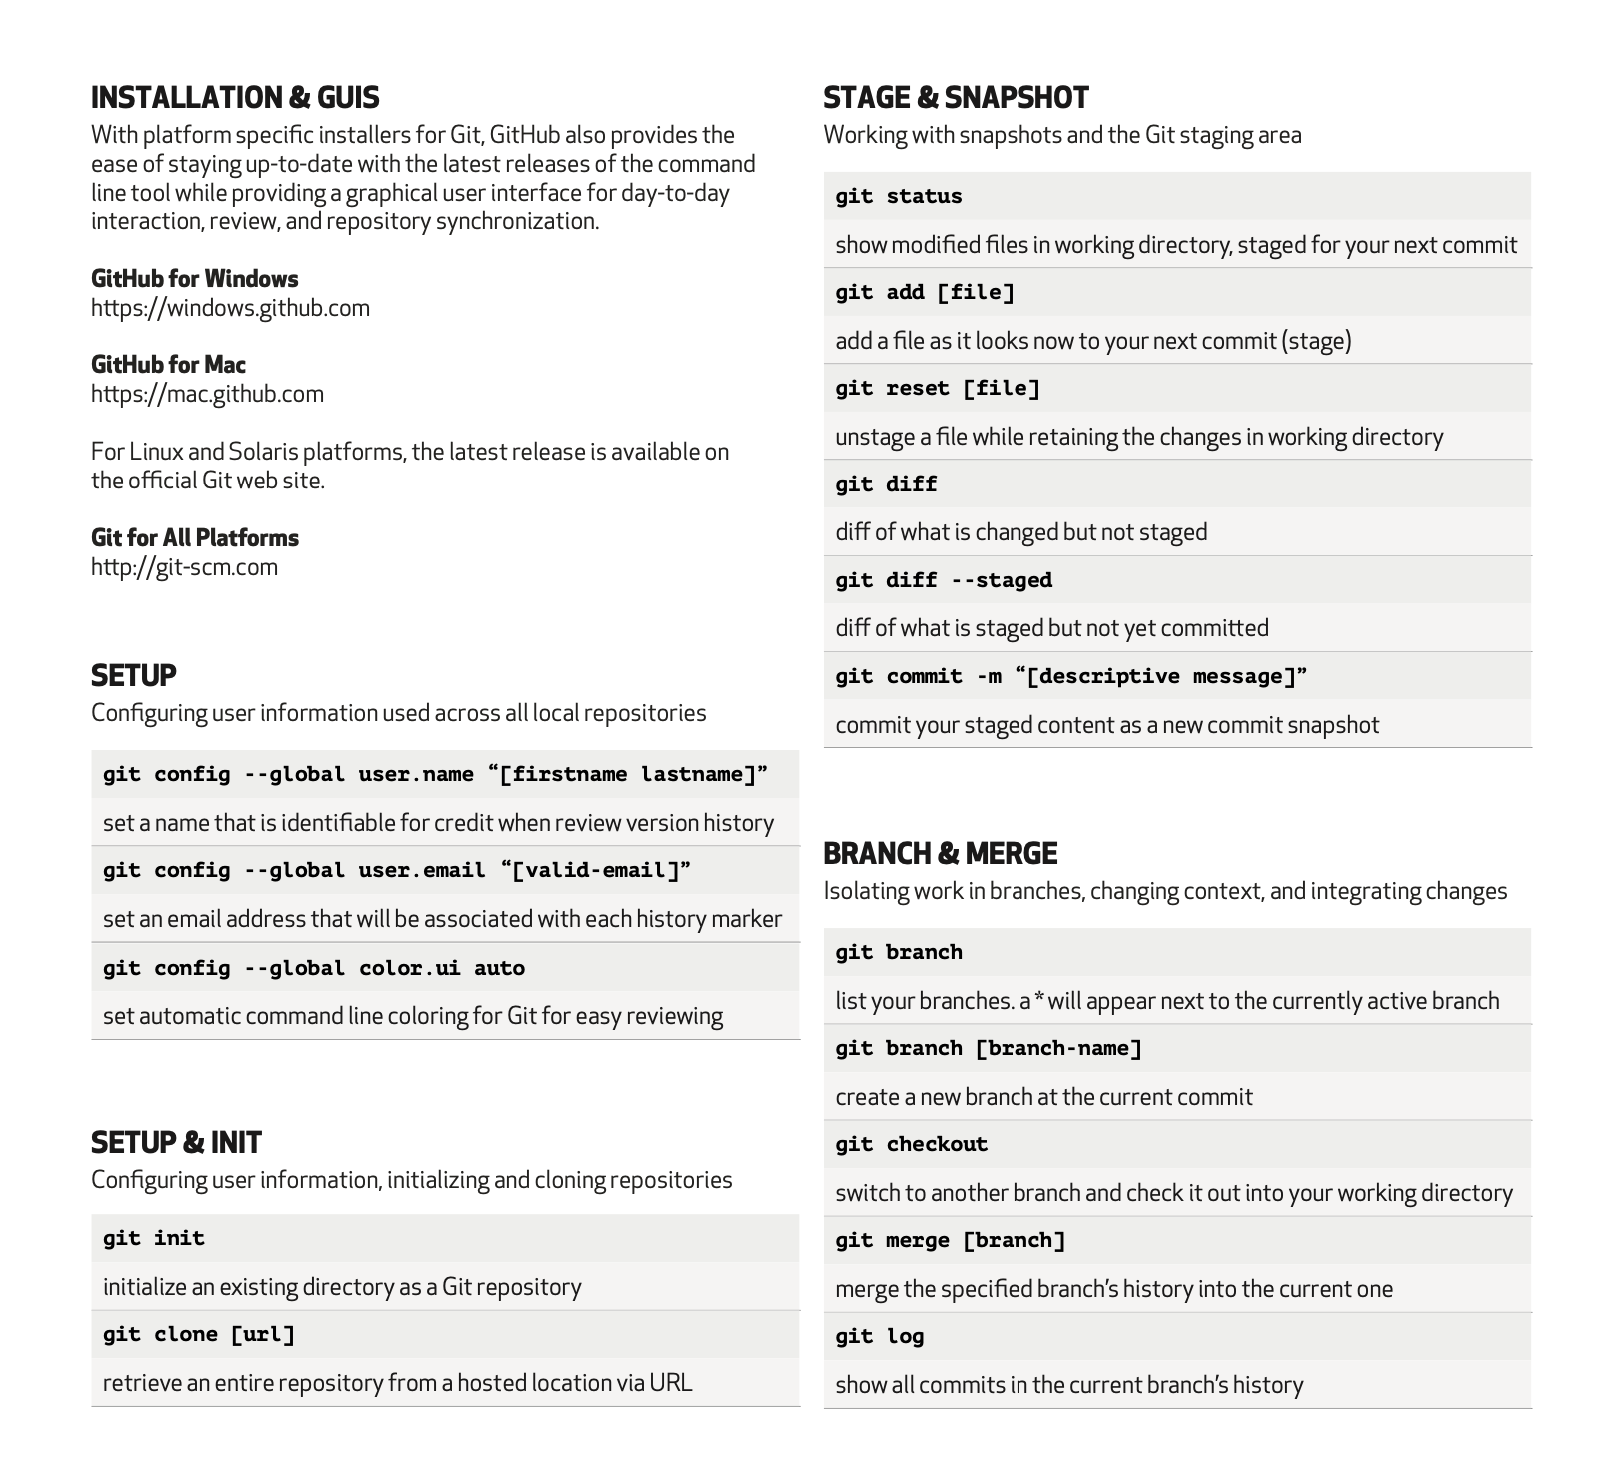 INSTALLATION & GUIS
With platform specific installers for Git, GitHub also provides the
ease of staying up-to-date with the latest releases of the command
line tool while providing a graphical user interface for day-to-day
interaction, review, and repository synchronization.
GitHub for Windows
https://windows.github.com
GitHub for Mac
https://mac.github.com
For Linux and Solaris platforms, the latest release is available on
the official Git web site.
Git for All Platforms
http://git-scm.com
SETUP
Configuring user information used across all local repositories
git config --global user.name “[firstname lastname]”
set a name that is identifiable for credit when review version history
git config --global user.email “[valid-email]”
set an email address that will be associated with each history marker
git config --global color.ui auto
set automatic command line coloring for Git for easy reviewing
SETUP & INIT
Configuring user information, initializing and cloning repositories
git init
initialize an existing directory as a Git repository
git clone [url]
retrieve an entire repository from a hosted location via URL
STAGE & SNAPSHOT
Working with snapshots and the Git staging area
git status
show modified files in working directory, staged for your next commit
git add [file]
add a file as it looks now to your next commit (stage)
git reset [file]
unstage a file while retaining the changes in working directory
git diff
diff of what is changed but not staged
git diff --staged
diff of what is staged but not yet committed
git commit -m “[descriptive message]”
commit your staged content as a new commit snapshot
BRANCH & MERGE
Isolating work in branches, changing context, and integrating changes
git branch
list your branches. a * will appear next to the currently active branch
git branch [branch-name]
create a new branch at the current commit
git checkout
switch to another branch and check it out into your working directory
git merge [branch]
merge the specified branch’s history into the current one
git log
show all commits in the current branch’s history